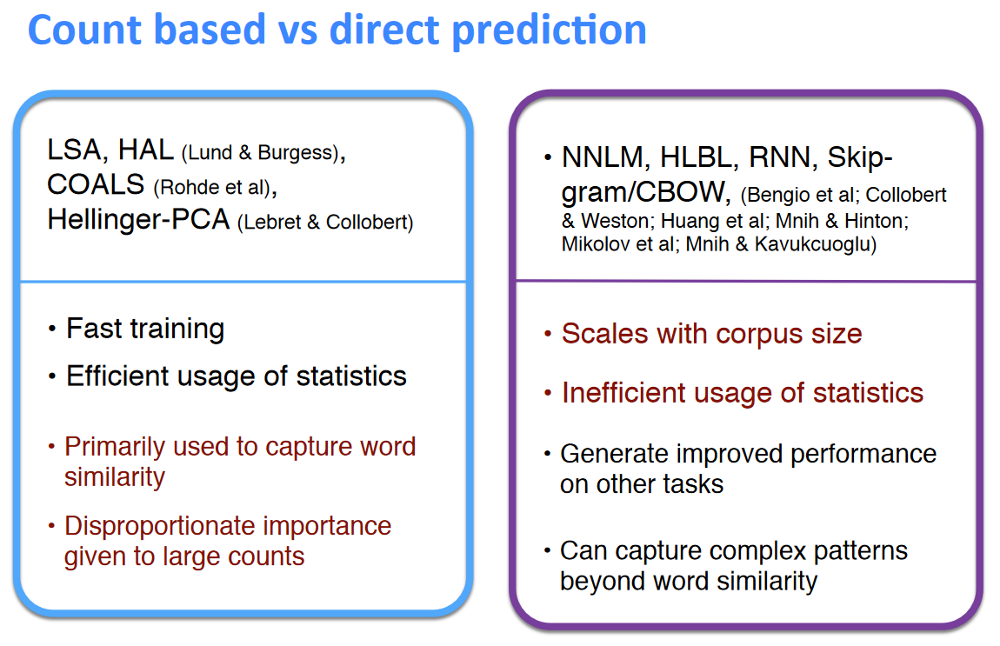 Count based vs direct prediction
LSA, HAL (Lund & Burgess),
COALS (Rohde et al),
Hellinger-PCA (Lebret & Collobert)
• Fast training
• Efficient usage of statistics
• Primarily used to capture word
similarity
• Disproportionate importance
given to large counts
• NNLM, HLBL, RNN, Skip-
gram/CBOW, (Bengio et al; Collobert
& Weston; Huang et al; Mnih & Hinton;
Mikolov et al; Mnih & Kavukcuoglu)
• Scales with corpus size
• Inefficient usage of statistics
• Generate improved performance
on other tasks
• Can capture complex patterns
beyond word similarity